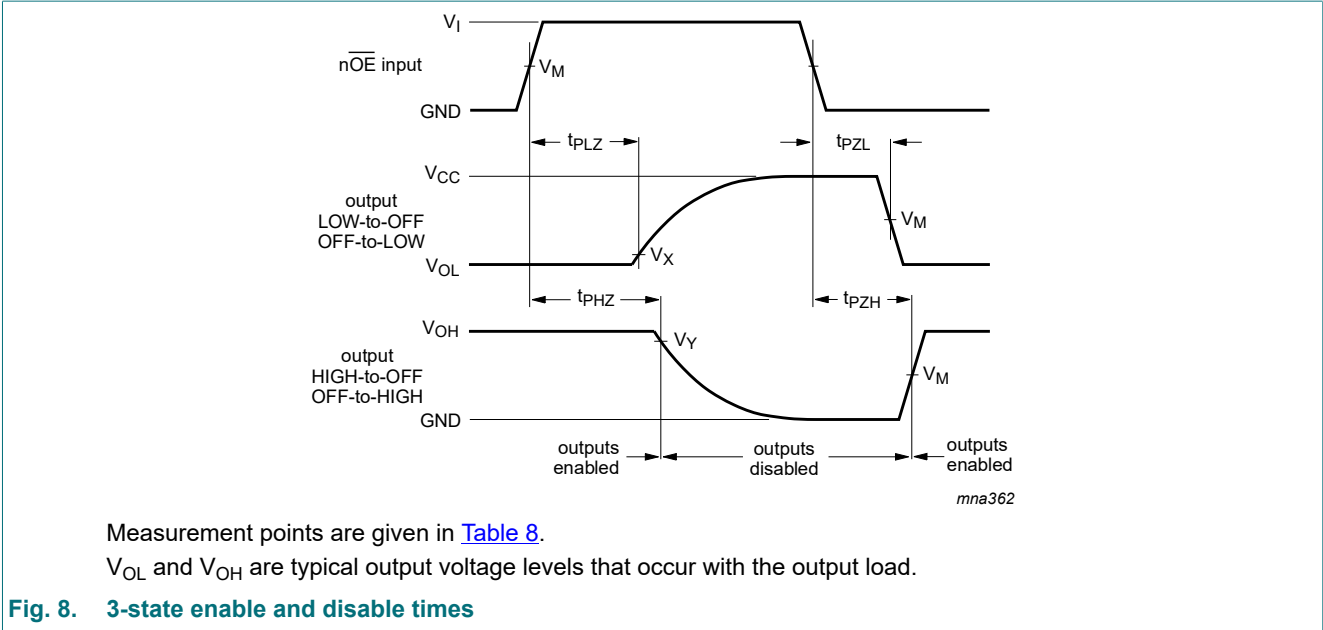 V_I
nOE input
V_M
GND
t_PLZ
t_PZL
V_CC
output
LOW-to-OFF
OFF-to-LOW
V_M
V_X
V_OL
t_PHZ
t_PZH
V_OH
V_Y
output
HIGH-to-OFF
OFF-to-HIGH
V_M
GND
outputs
enabled
outputs
disabled
outputs
enabled
mna362
Measurement points are given in Table 8.
V_OL and V_OH are typical output voltage levels that occur with the output load.
Fig. 8. 3-state enable and disable times